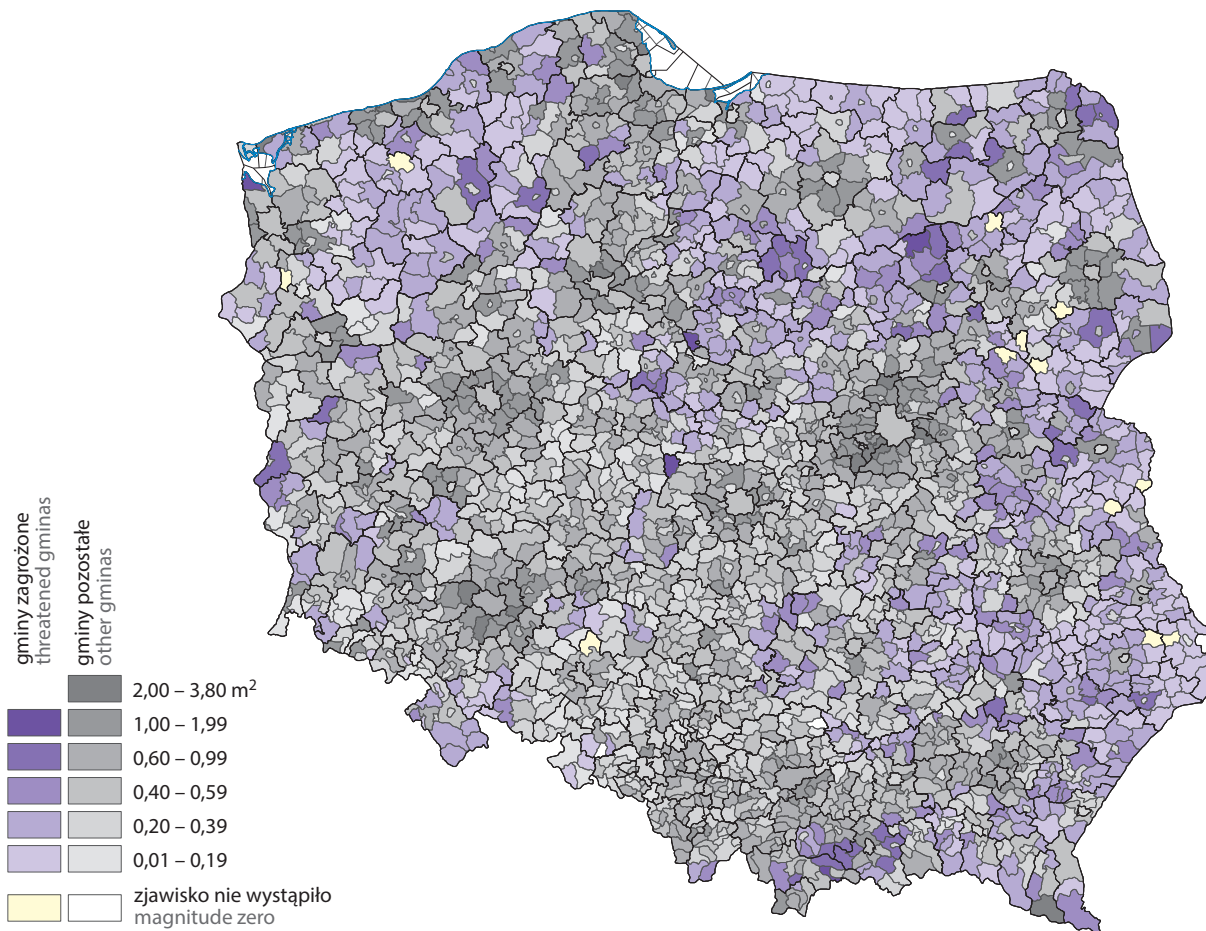 gminy zagrożone
threatened gminas
gminy pozostałe
other gminas
2,00 – 3,80 m²
1,00 – 1,99
0,60 – 0,99
0,40 – 0,59
0,20 – 0,39
0,01 – 0,19
zjawisko nie wystąpiło
magnitude zero